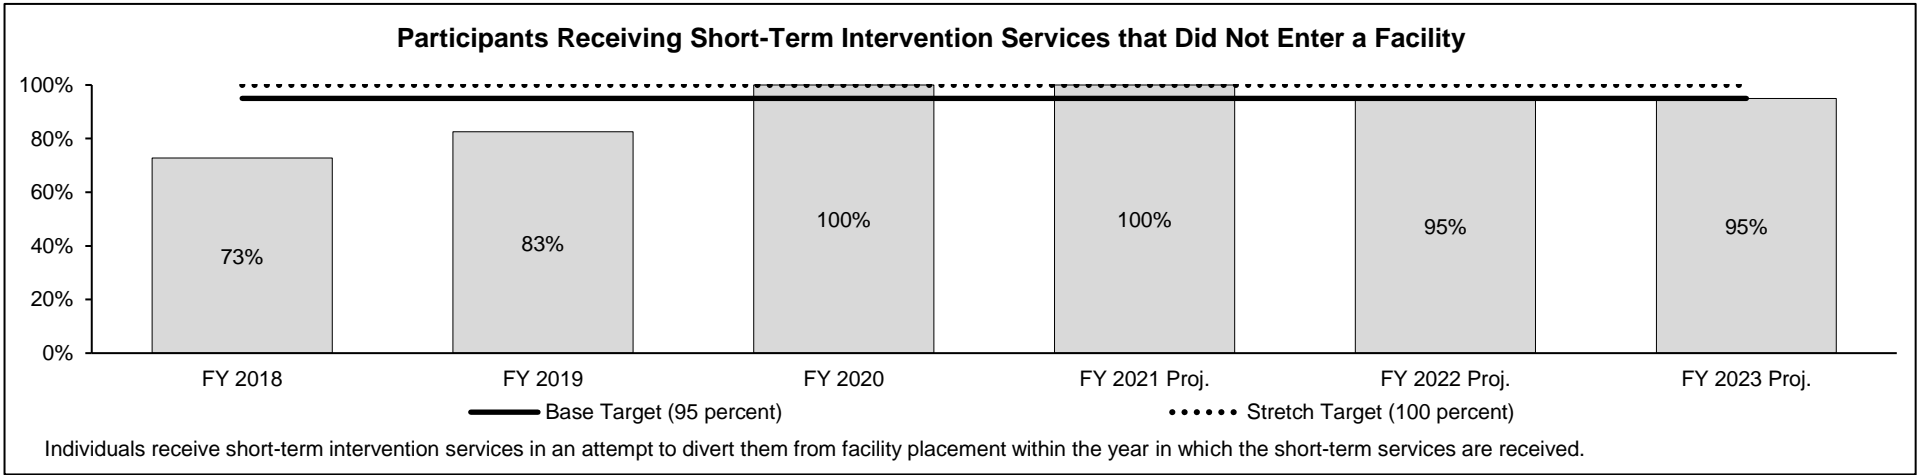 Participants Receiving Short-Term Intervention Services that Did Not Enter a Facility
100%
80%
60%
40%
20%
0%
73%
83%
100%
100%
95%
95%
FY 2018
FY 2019
FY 2020
FY 2021 Proj.
FY 2022 Proj.
FY 2023 Proj.
Base Target (95 percent)
Stretch Target (100 percent)
Individuals receive short-term intervention services in an attempt to divert them from facility placement within the year in which the short-term services are received.